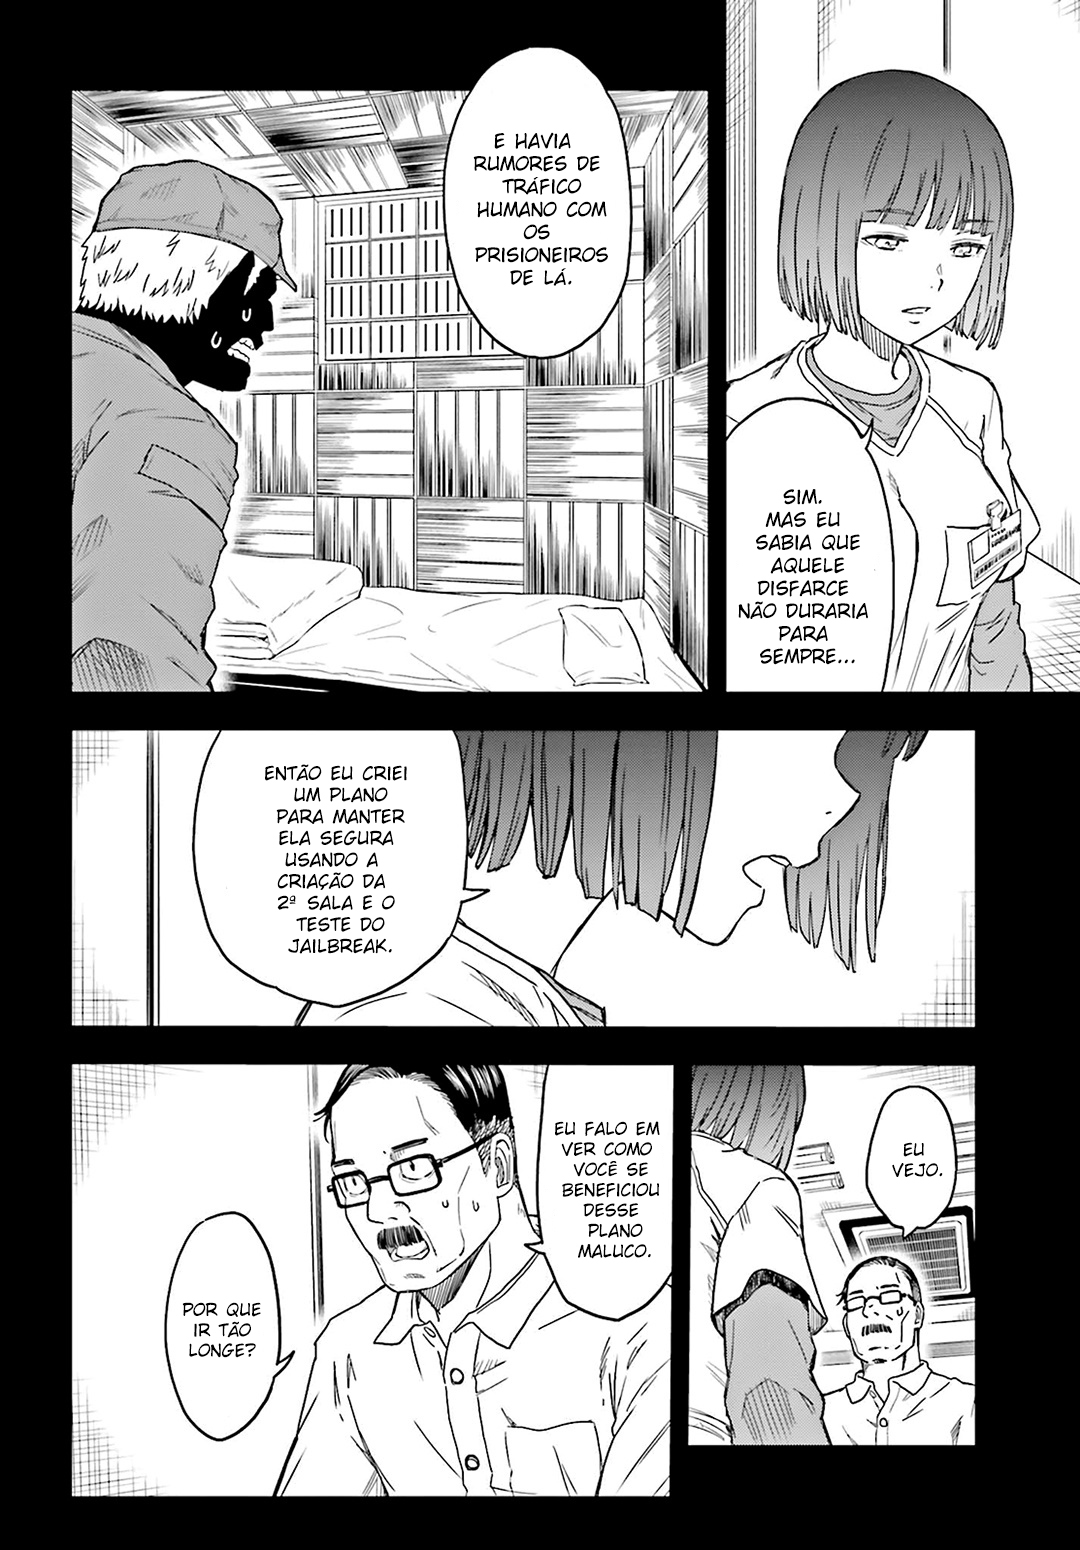 SIM.
MAS EU
SABIA QUE
AQUELE
DISFARCE
NÃO DURARIA
PARA
SEMPRE...
E HAVIA
RUMORES DE
TRÁFICO
HUMANO COM
OS
PRISIONEIROS
DE LÁ.
ENTÃO EU CRIEI
UM PLANO
PARA MANTER
ELA SEGURA
USANDO A
CRIAÇÃO DA
2ª SALA E O
TESTE DO
JAILBREAK.
EU
VEJO.
EU FALO EM
VER COMO
VOCÊ SE
BENEFICIOU
DESSE
PLANO
MALUCO.
POR QUE
IR TÃO
LONGE?